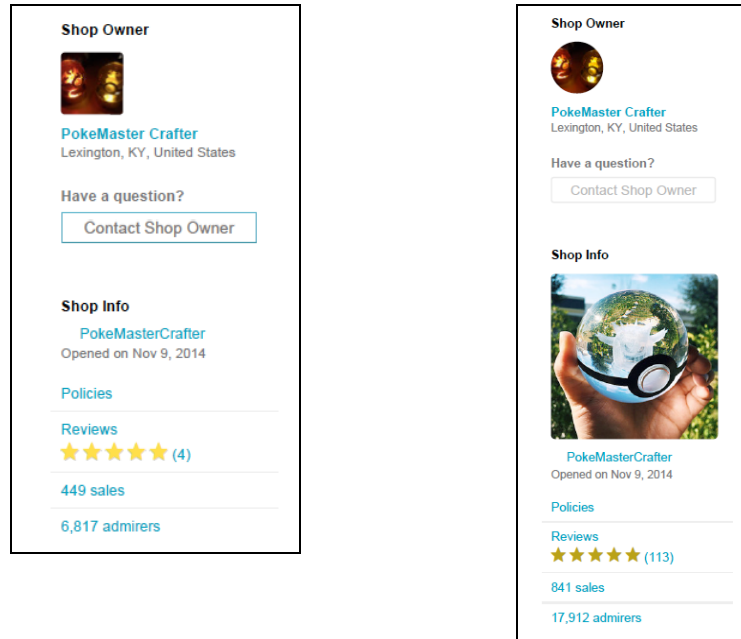 Shop Owner
PokeMaster Crafter
Lexington, KY, United States
Have a question?
Contact Shop Owner
Shop Info
PokeMasterCrafter
Opened on Nov 9, 2014
Policies
Reviews
(4)
449 sales
6,817 admirers
Shop Owner
PokeMaster Crafter
Lexington, KY, United States
Have a question?
Contact Shop Owner
Shop Info
PokeMasterCrafter
Opened on Nov 9, 2014
Policies
Reviews
(113)
841 sales
17,912 admirers